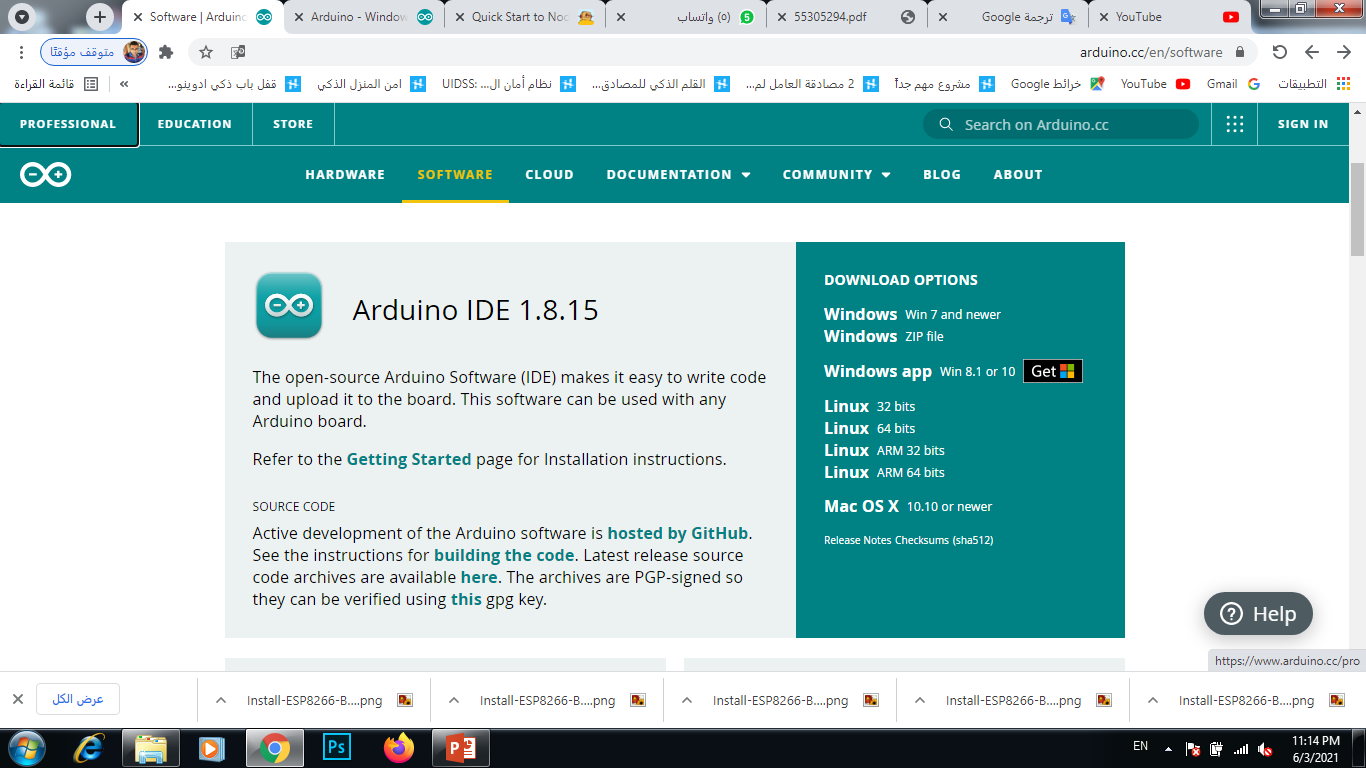 Software | Arduino
Arduino - Window
Quick Start to Nod
(٥) واتساب
55305294.pdf
ترجمة Google
YouTube
متوقف مؤقتًا
arduino.cc/en/software
التطبيقات
Gmail
YouTube
خرائط Google
مشروع مهم جداً
2 مصادقة العامل لم...
القلم الذكي للمصادق...
نظام أمان ال... :UIDSS
امن المنزل الذكي
قفل باب ذكي ادوينو...
قائمة القراءة
PROFESSIONAL
EDUCATION
STORE
Search on Arduino.cc
SIGN IN
HARDWARE
SOFTWARE
CLOUD
DOCUMENTATION
COMMUNITY
BLOG
ABOUT
Arduino IDE 1.8.15
The open-source Arduino Software (IDE) makes it easy to write code
and upload it to the board. This software can be used with any
Arduino board.
Refer to the Getting Started page for Installation instructions.
SOURCE CODE
Active development of the Arduino software is hosted by GitHub.
See the instructions for building the code. Latest release source
code archives are available here. The archives are PGP-signed so
they can be verified using this gpg key.
DOWNLOAD OPTIONS
Windows Win 7 and newer
Windows ZIP file
Windows app Win 8.1 or 10 Get
Linux 32 bits
Linux 64 bits
Linux ARM 32 bits
Linux ARM 64 bits
Mac OS X 10.10 or newer
Release Notes Checksums (sha512)
Help
https://www.arduino.cc/pro
عرض الكل
Install-ESP8266-B....png
Install-ESP8266-B....png
Install-ESP8266-B....png
Install-ESP8266-B....png
Install-ESP8266-B....png
Ps
EN
11:14 PM
6/3/2021